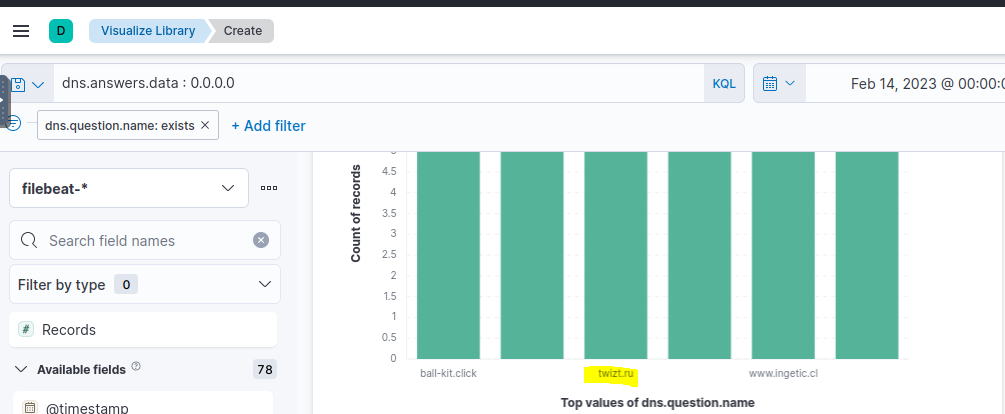 D Visualize Library Create
dns.answers.data : 0.0.0.0 KQL Feb 14, 2023 @ 00:00:0
dns.question.name: exists × + Add filter
filebeat-*
Search field names
Filter by type 0
# Records
Available fields 78
@timestamp
Count of records
4.5
4
3.5
3
2.5
2
1.5
1
0.5
0
ball-kit.click twizt.ru www.ingetic.cl
Top values of dns.question.name